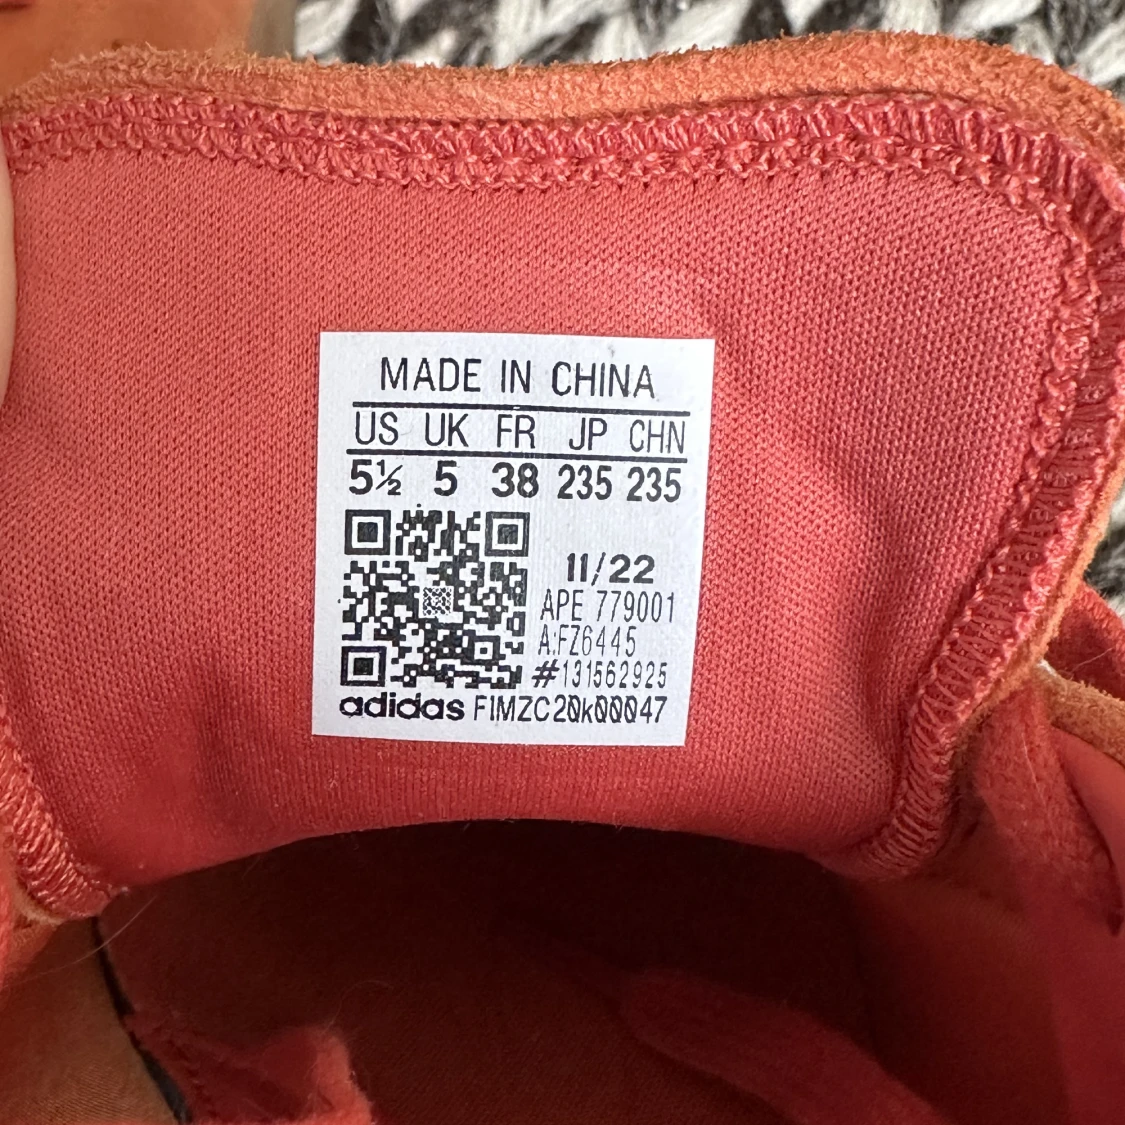 MADE IN CHINA
US UK FR JP CHN
5½ 5 38 235 235
11/22
APE 779001
A:FZ6445
#131562925
adidas F1MZC20k00047